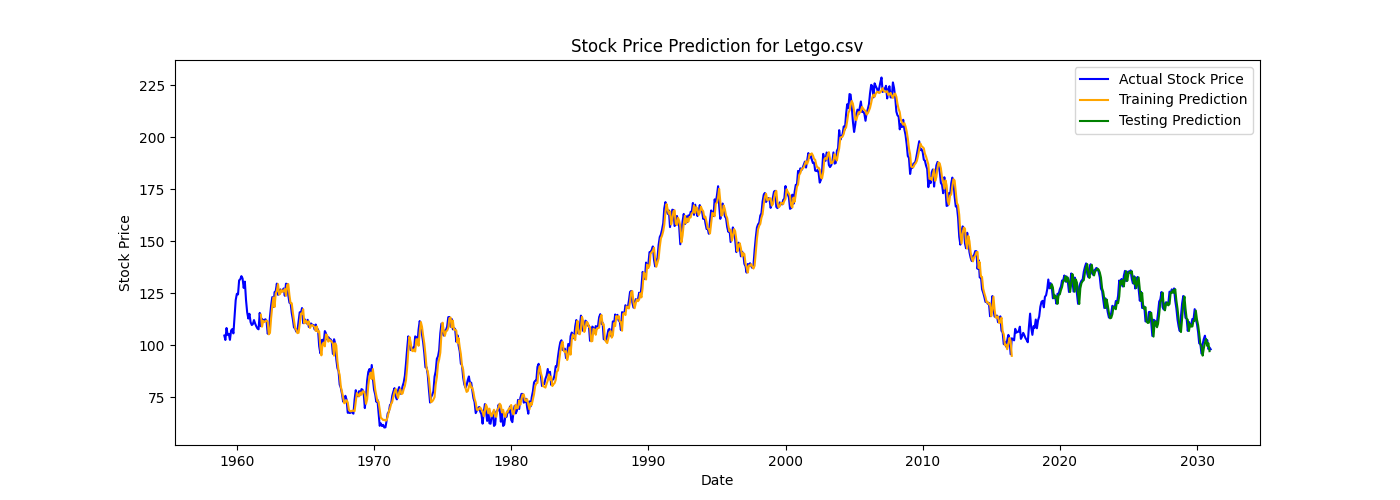 Stock Price Prediction for Letgo.csv
Actual Stock Price
Training Prediction
Testing Prediction
Stock Price
225
200
175
150
125
100
75
1960
1970
1980
1990
2000
2010
2020
2030
Date